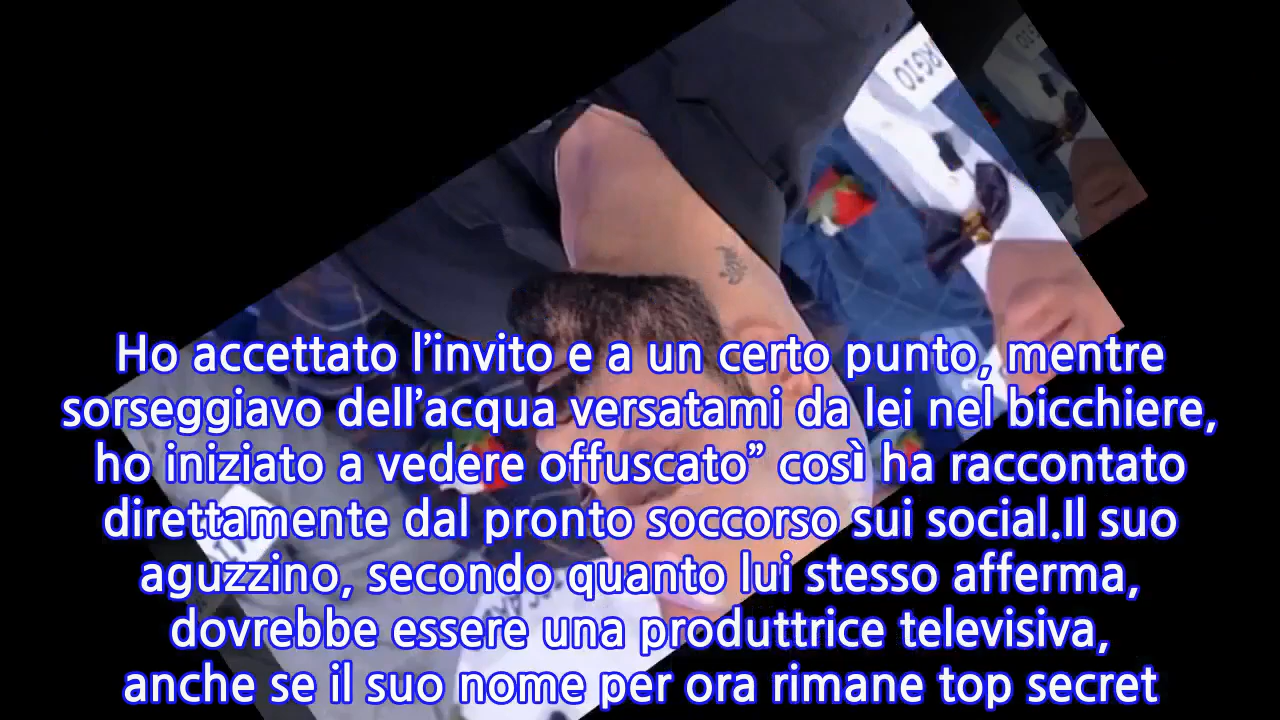 Ho accettato l’invito e a un certo punto, mentre
sorseggiavo dell’acqua versatami da lei nel bicchiere,
ho iniziato a vedere offuscato” così ha raccontato
direttamente dal pronto soccorso sui social.Il suo
aguzzino, secondo quanto lui stesso afferma,
dovrebbe essere una produttrice televisiva,
anche se il suo nome per ora rimane top secret